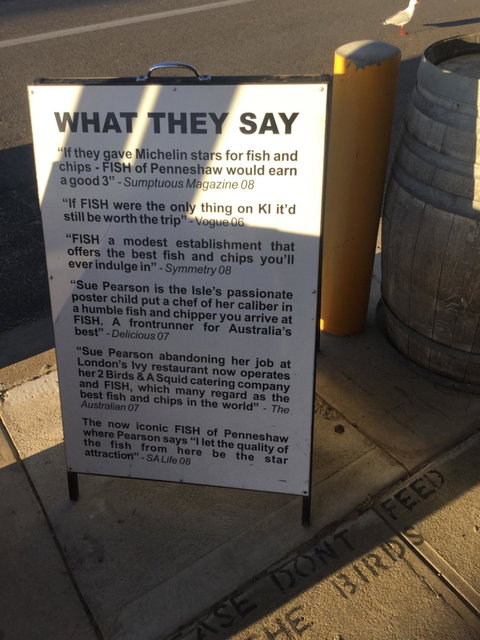 WHAT THEY SAY
"If they gave Michelin stars for fish and
chips - FISH of Penneshaw would earn
a good 3" - Sumptuous Magazine 08
"If FISH were the only thing on KI it'd
still be worth the trip" - Vogue 06
"FISH a modest establishment that
offers the best fish and chips you'll
ever indulge in" - Symmetry 08
"Sue Pearson is the Isle's passionate
poster child put a chef of her caliber in
a humble fish and chipper you arrive at
FISH. A frontrunner for Australia's
best" - Delicious 07
"Sue Pearson abandoning her job at
London's Ivy restaurant now operates
her 2 Birds & A Squid catering company
and FISH, which many regard as the
best fish and chips in the world" - The
Australian 07
The now iconic FISH of Penneshaw
where Pearson says "I let the quality of
the fish from here be the star
attraction" - SA Life 08
ASE DONT FEED
HE BIRDS